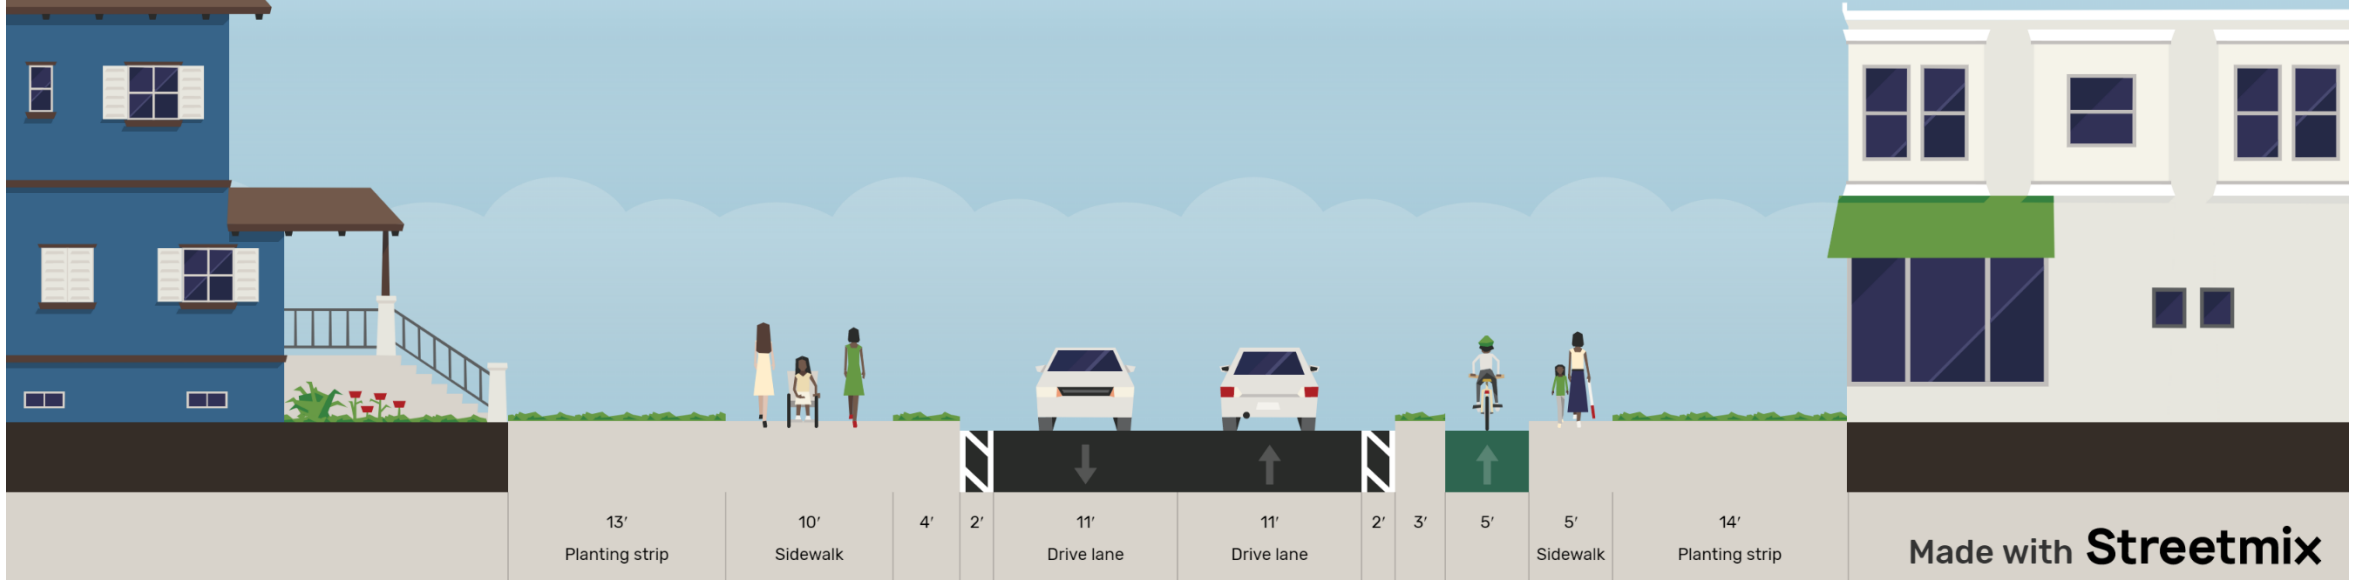 13′
10′
4′
2′
11′
11′
2′
3′
5′
5′
14′
Planting strip
Sidewalk
Drive lane
Drive lane
Sidewalk
Planting strip
Made with Streetmix